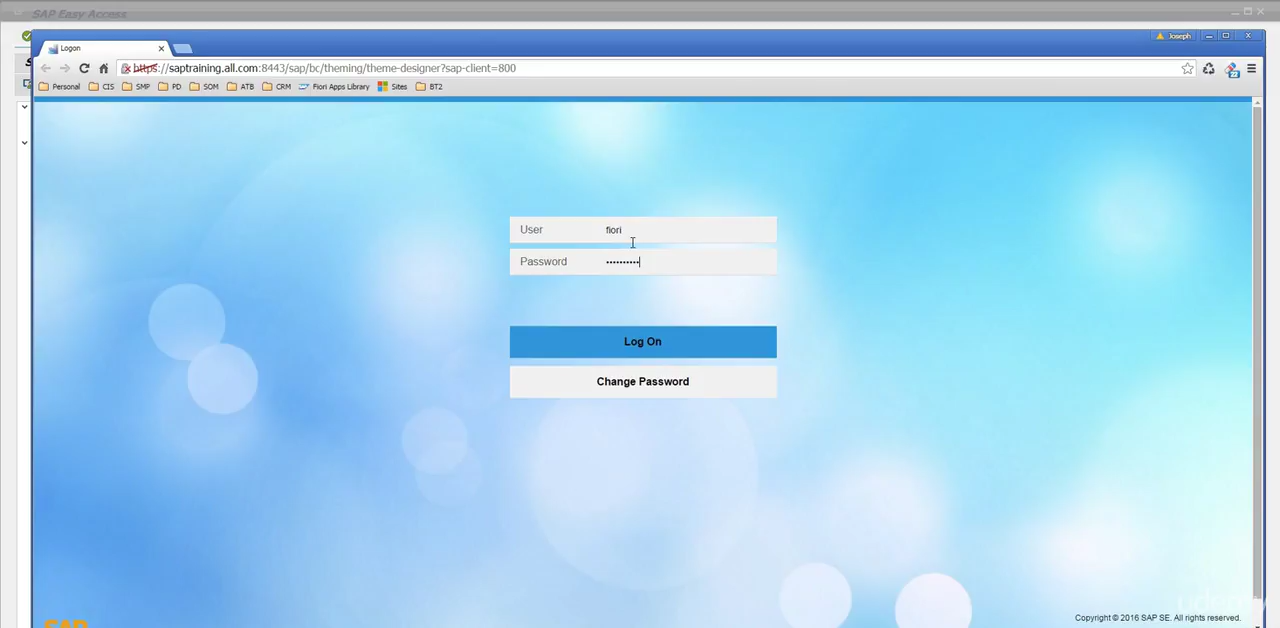 SAP Easy Access
Logon
Joseph
https://saptraining.all.com:8443/sap/bc/theming/theme-designer?sap-client=800
Personal CIS SMP PD SOM ATB CRM Fiori Apps Library Sites BT2
User fiori
Password ••••••••••
Log On
Change Password
SAP
Copyright © 2016 SAP SE. All rights reserved.
udemy